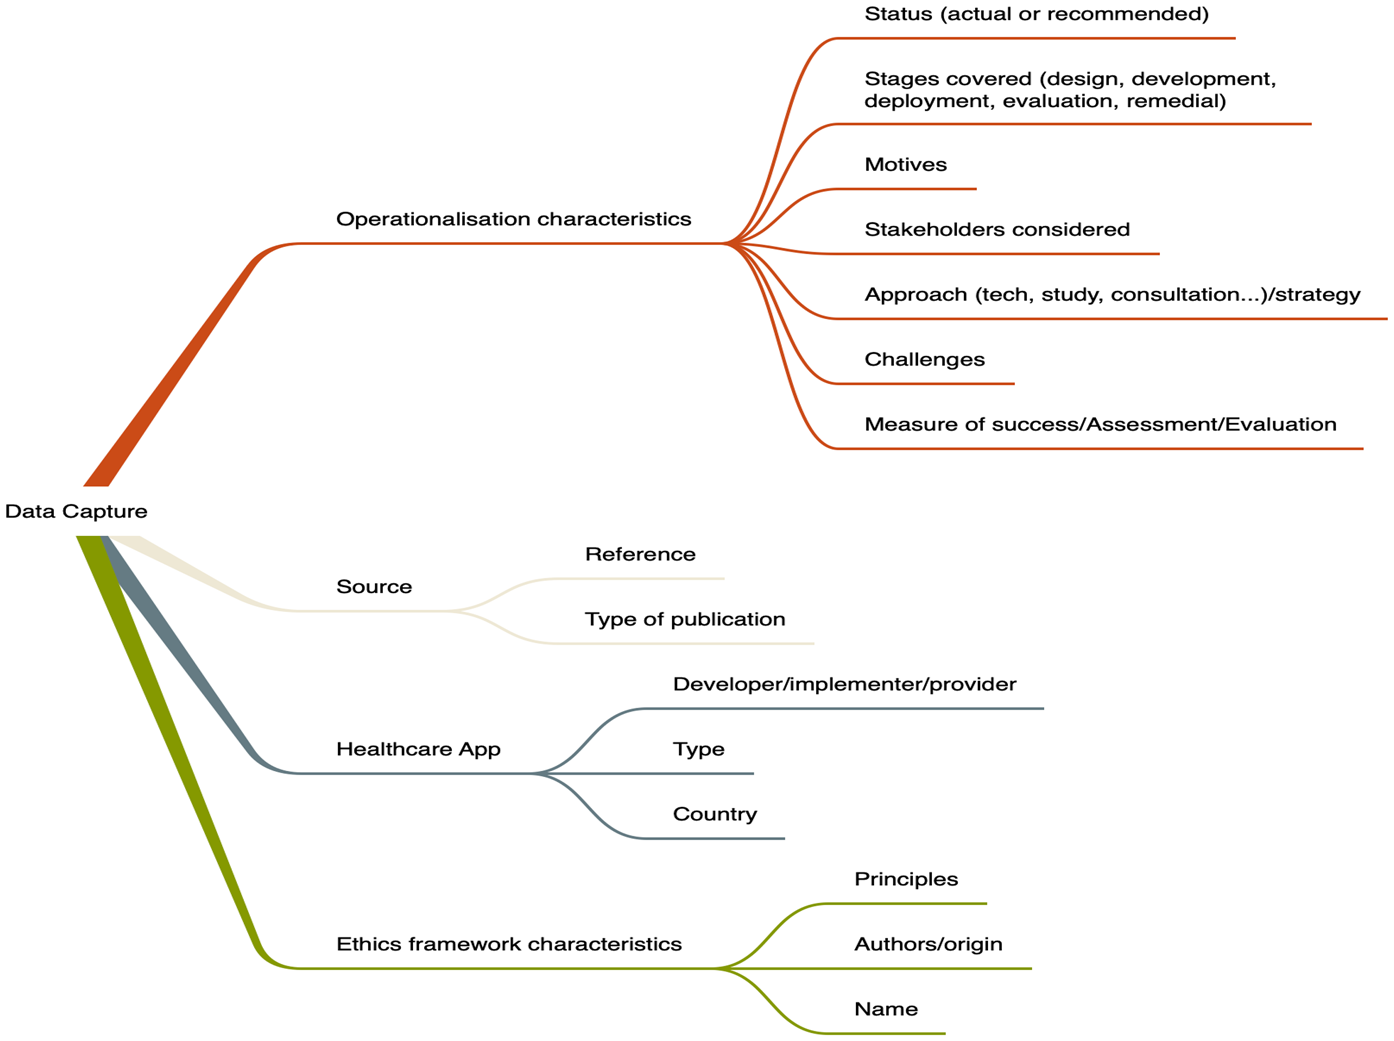 Status (actual or recommended)
Stages covered (design, development,
deployment, evaluation, remedial)
Motives
Operationalisation characteristics
Stakeholders considered
Approach (tech, study, consultation...)/strategy
Challenges
Measure of success/Assessment/Evaluation
Data Capture
Reference
Source
Type of publication
Developer/implementer/provider
Healthcare App
Type
Country
Principles
Ethics framework characteristics
Authors/origin
Name